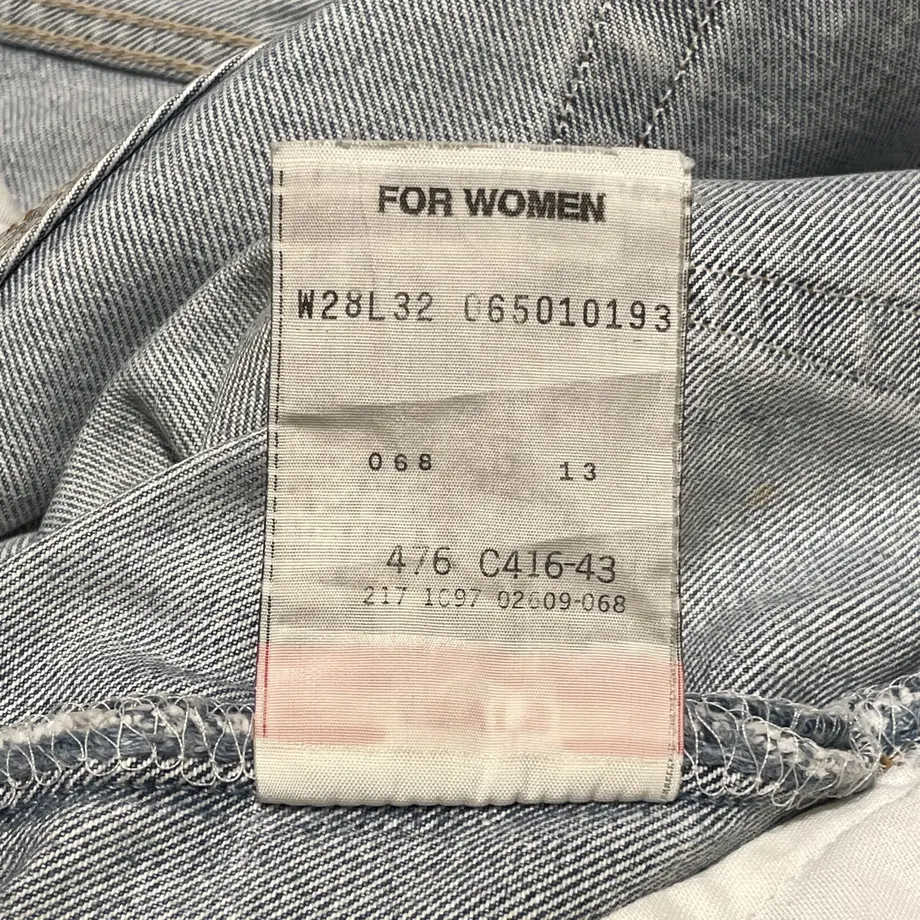 FOR WOMEN
W28L32 065010193
068 13
476 C416-43
217 1097 02609-068